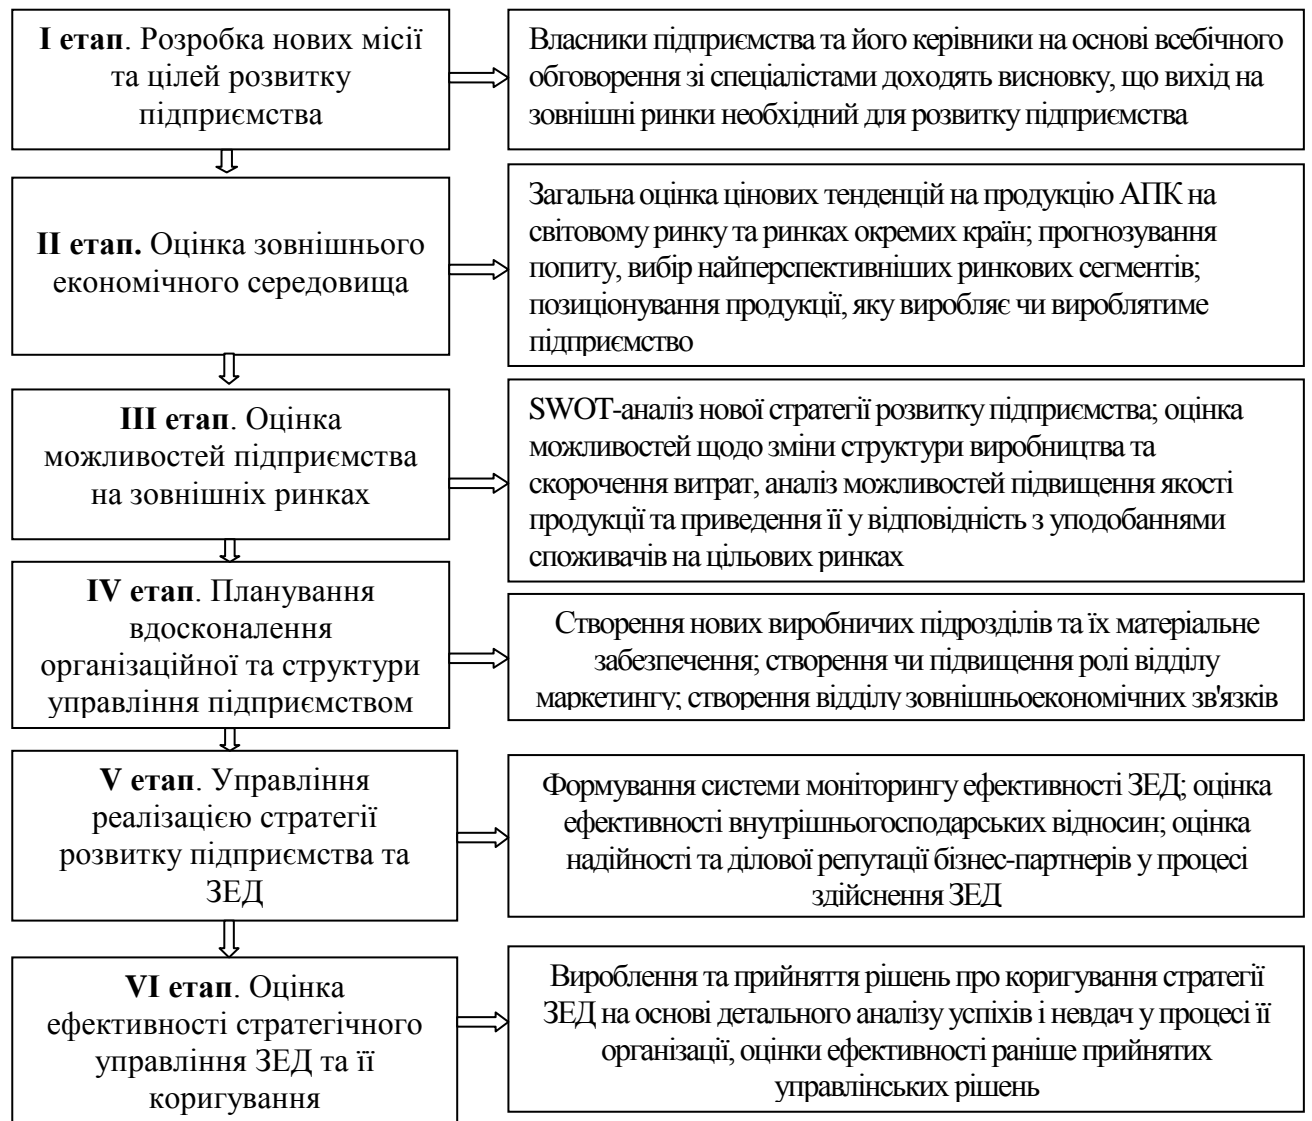 І етап. Розробка нових місії
та цілей розвитку
підприємства
Власники підприємства та його керівники на основі всебічного
обговорення зі спеціалістами доходять висновку, що вихід на
зовнішні ринки необхідний для розвитку підприємства
ІІ етап. Оцінка зовнішнього
економічного середовища
Загальна оцінка цінових тенденцій на продукцію АПК на
світовому ринку та ринках окремих країн; прогнозування
попиту, вибір найперспективніших ринкових сегментів;
позиціонування продукції, яку виробляє чи вироблятиме
підприємство
ІІІ етап. Оцінка
можливостей підприємства
на зовнішніх ринках
SWOT-аналіз нової стратегії розвитку підприємства; оцінка
можливостей щодо зміни структури виробництва та
скорочення витрат, аналіз можливостей підвищення якості
продукції та приведення її у відповідність з уподобаннями
споживачів на цільових ринках
IV етап. Планування
вдосконалення
організаційної та структури
управління підприємством
Створення нових виробничих підрозділів та їх матеріальне
забезпечення; створення чи підвищення ролі відділу
маркетингу; створення відділу зовнішньоекономічних зв'язків
V етап. Управління
реалізацією стратегії
розвитку підприємства та
ЗЕД
Формування системи моніторингу ефективності ЗЕД; оцінка
ефективності внутрішньогосподарських відносин; оцінка
надійності та ділової репутації бізнес-партнерів у процесі
здійснення ЗЕД
VI етап. Оцінка
ефективності стратегічного
управління ЗЕД та її
коригування
Вироблення та прийняття рішень про коригування стратегії
ЗЕД на основі детального аналізу успіхів і невдач у процесі її
організації, оцінки ефективності раніше прийнятих
управлінських рішень